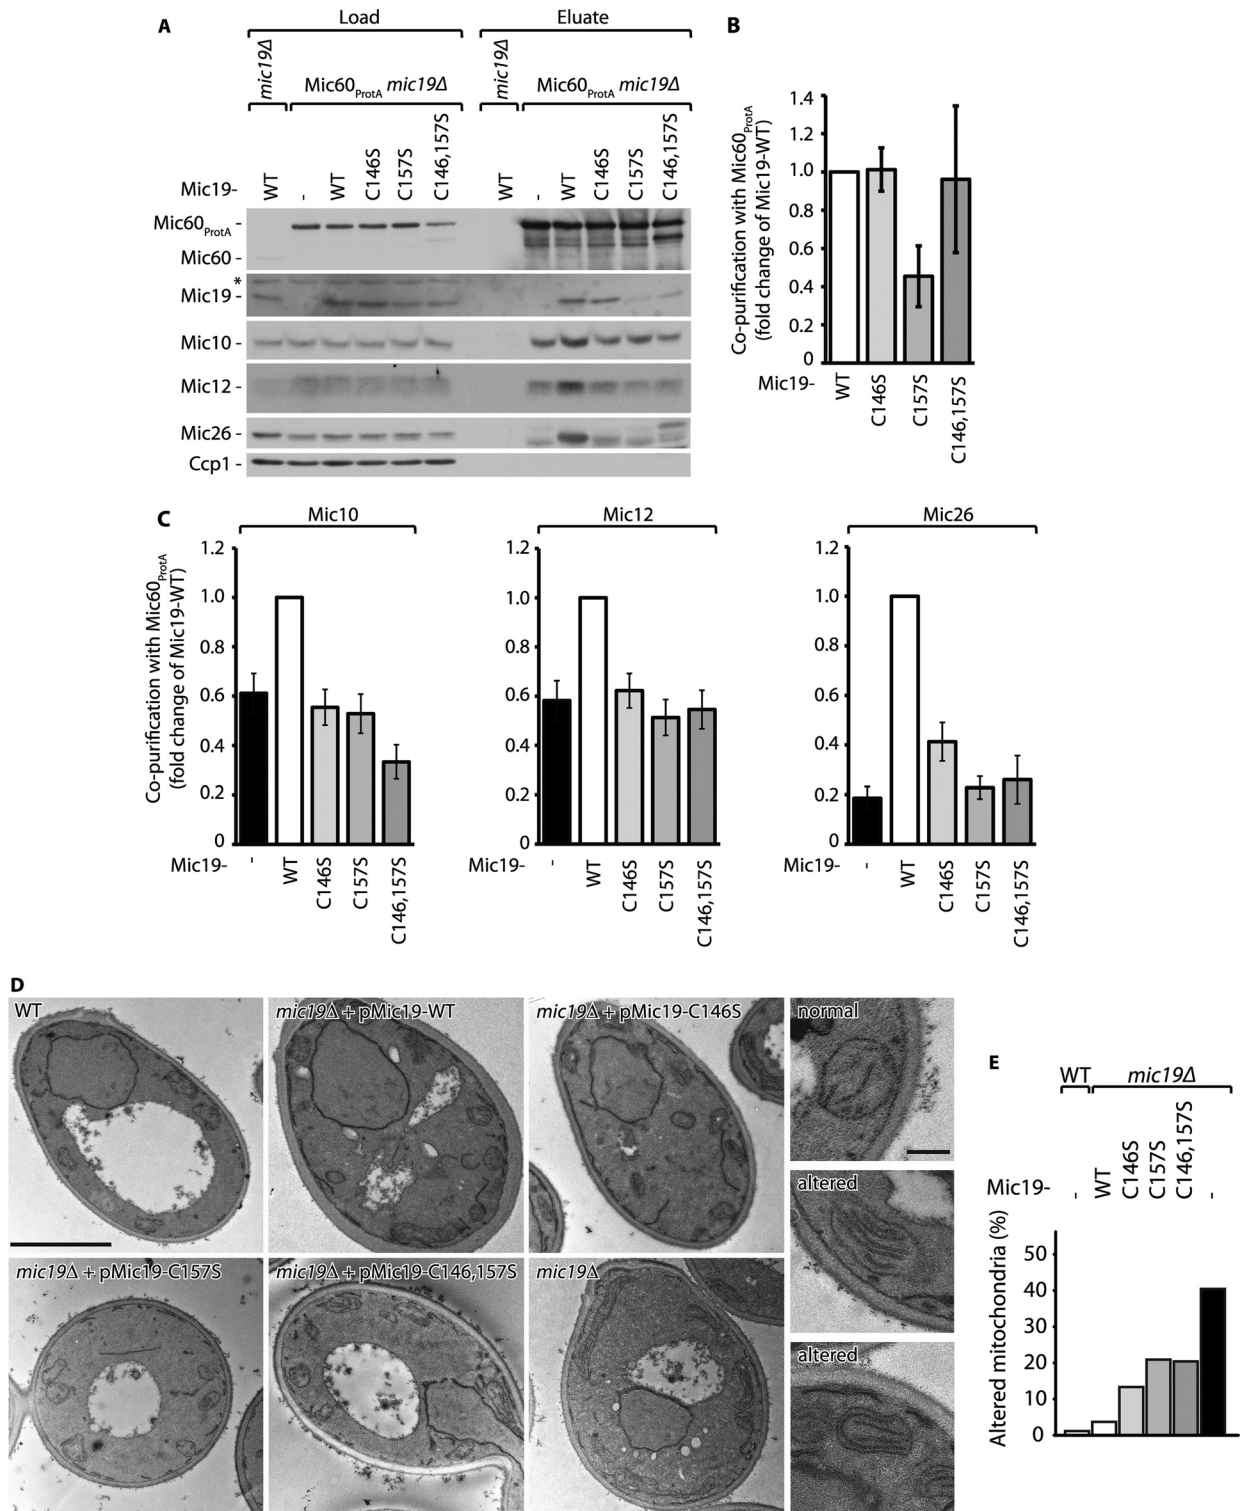 A
Load
Eluate
mic19Δ
Mic60ProtA mic19Δ
mic19Δ
Mic60ProtA mic19Δ
Mic19-
WT
-
WT
C146S
C157S
C146,157S
WT
-
WT
C146S
C157S
C146,157S
Mic60ProtA -
Mic60 -
*
Mic19 -
Mic10 -
Mic12 -
Mic26 -
Ccp1 -
B
Co-purification with Mic60ProtA
(fold change of Mic19-WT)
1.4
1.2
1.0
0.8
0.6
0.4
0.2
0
Mic19-
WT
C146S
C157S
C146,157S
C
Co-purification with Mic60ProtA
(fold change of Mic19-WT)
Mic10
1.2
1.0
0.8
0.6
0.4
0.2
0
Mic19-
-
WT
C146S
C157S
C146,157S
Mic12
1.2
1.0
0.8
0.6
0.4
0.2
0
Mic19-
-
WT
C146S
C157S
C146,157S
Mic26
1.2
1.0
0.8
0.6
0.4
0.2
0
Mic19-
-
WT
C146S
C157S
C146,157S
D
WT
mic19Δ + pMic19-WT
mic19Δ + pMic19-C146S
normal
mic19Δ + pMic19-C157S
mic19Δ + pMic19-C146,157S
mic19Δ
altered
altered
E
WT
mic19Δ
Mic19-
-
WT
C146S
C157S
C146,157S
-
Altered mitochondria (%)
50
40
30
20
10
0